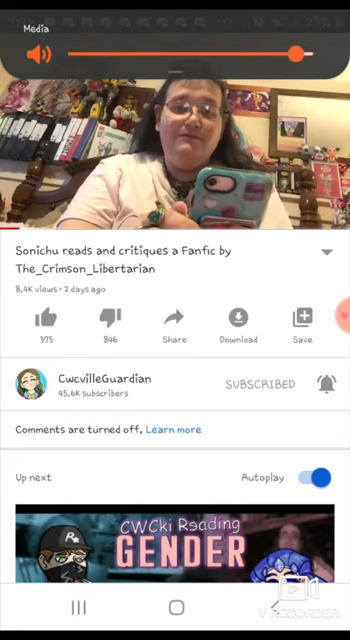 23%
Media
Sonichu reads and critiques a Fanfic by
The_Crimson_Libertarian
8.4K views • 2 days ago
975
846
Share
Download
Save
CwcvilleGuardian
45.6K subscribers
SUBSCRIBED
Comments are turned off. Learn more
Up next
Autoplay
CWCki Reading
GENDER
R
V RECORDER